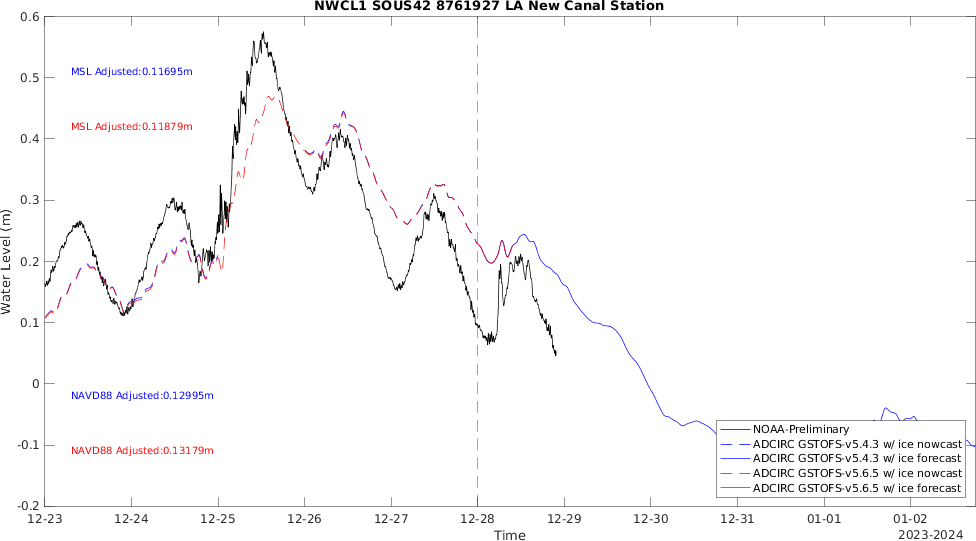 NWCL1 SOUS42 8761927 LA New Canal Station
0.6
0.5
0.4
0.3
0.2
0.1
0
-0.1
-0.2
Water Level (m)
MSL Adjusted:0.11695m
MSL Adjusted:0.11879m
NAVD88 Adjusted:0.12995m
NAVD88 Adjusted:0.13179m
NOAA-Preliminary
ADCIRC GSTOFS-v5.4.3 w/ ice nowcast
ADCIRC GSTOFS-v5.4.3 w/ ice forecast
ADCIRC GSTOFS-v5.6.5 w/ ice nowcast
ADCIRC GSTOFS-v5.6.5 w/ ice forecast
12-23 12-24 12-25 12-26 12-27 12-28 12-29 12-30 12-31 01-01 01-02
Time
2023-2024